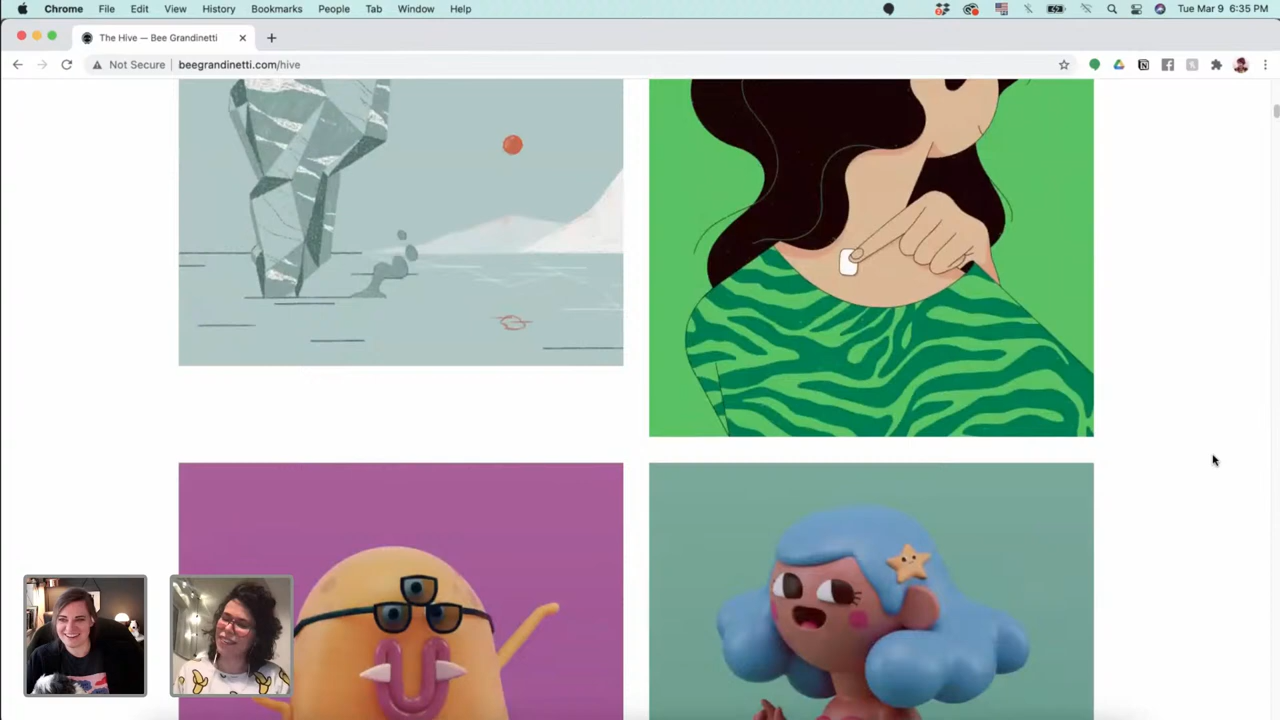 Chrome File Edit View History Bookmarks People Tab Window Help Tue Mar 9 6:35 PM
The Hive — Bee Grandinetti
Not Secure beegrandinetti.com/hive